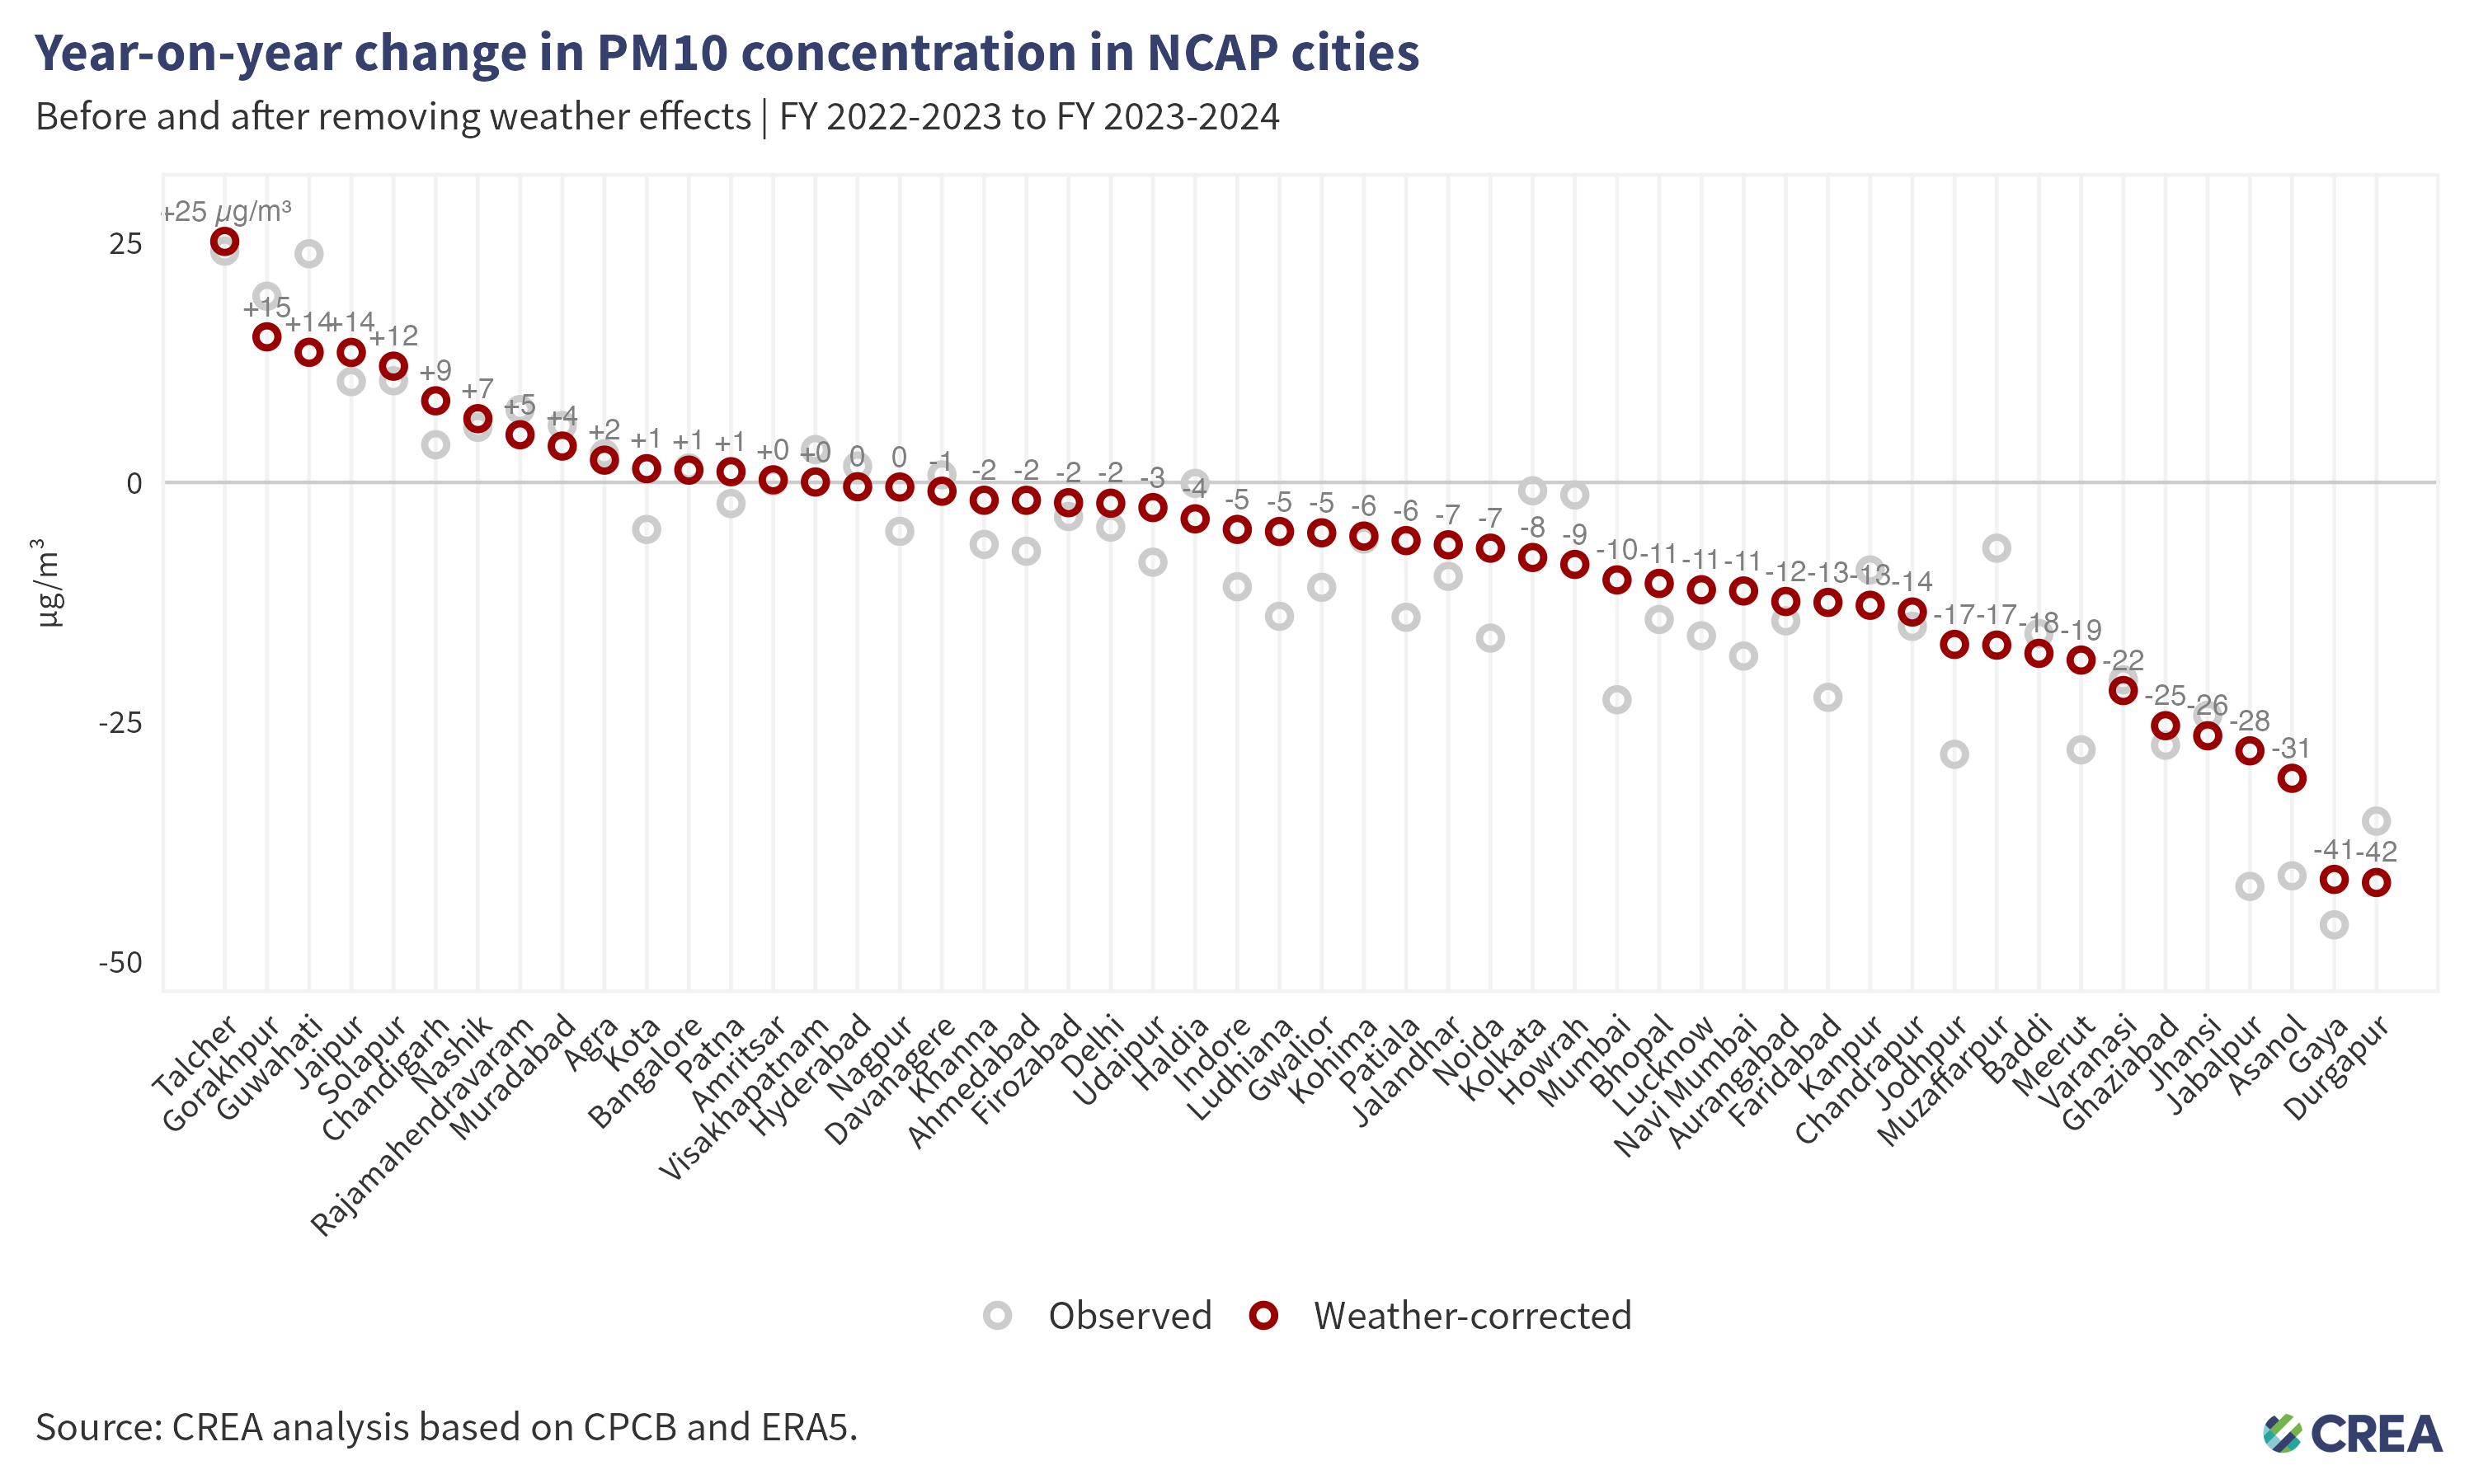 Year-on-year change in PM10 concentration in NCAP cities
Before and after removing weather effects | FY 2022-2023 to FY 2023-2024
µg/m³
25
0
-25
-50
+25 µg/m³
+15
+14
+14
+12
+9
+7
+5
+4
+2
+1
+1
+1
+0
+0
0
0
-1
-2
-2
-2
-2
-3
-4
-5
-5
-5
-6
-6
-7
-7
-8
-9
-10
-11
-11
-11
-12
-13
-13
-14
-17
-17
-18
-19
-22
-25
-26
-28
-31
-41
-42
Talcher
Gorakhpur
Guwahati
Jaipur
Solapur
Chandigarh
Nashik
Rajamahendravaram
Muradabad
Agra
Kota
Bangalore
Patna
Amritsar
Visakhapatnam
Hyderabad
Nagpur
Davanagere
Khanna
Ahmedabad
Firozabad
Delhi
Udaipur
Haldia
Indore
Ludhiana
Gwalior
Kohima
Patiala
Jalandhar
Noida
Kolkata
Howrah
Mumbai
Bhopal
Lucknow
Navi Mumbai
Aurangabad
Faridabad
Kanpur
Chandrapur
Jodhpur
Muzaffarpur
Baddi
Meerut
Varanasi
Ghaziabad
Jhansi
Jabalpur
Asanol
Gaya
Durgapur
Observed
Weather-corrected
Source: CREA analysis based on CPCB and ERA5.
CREA